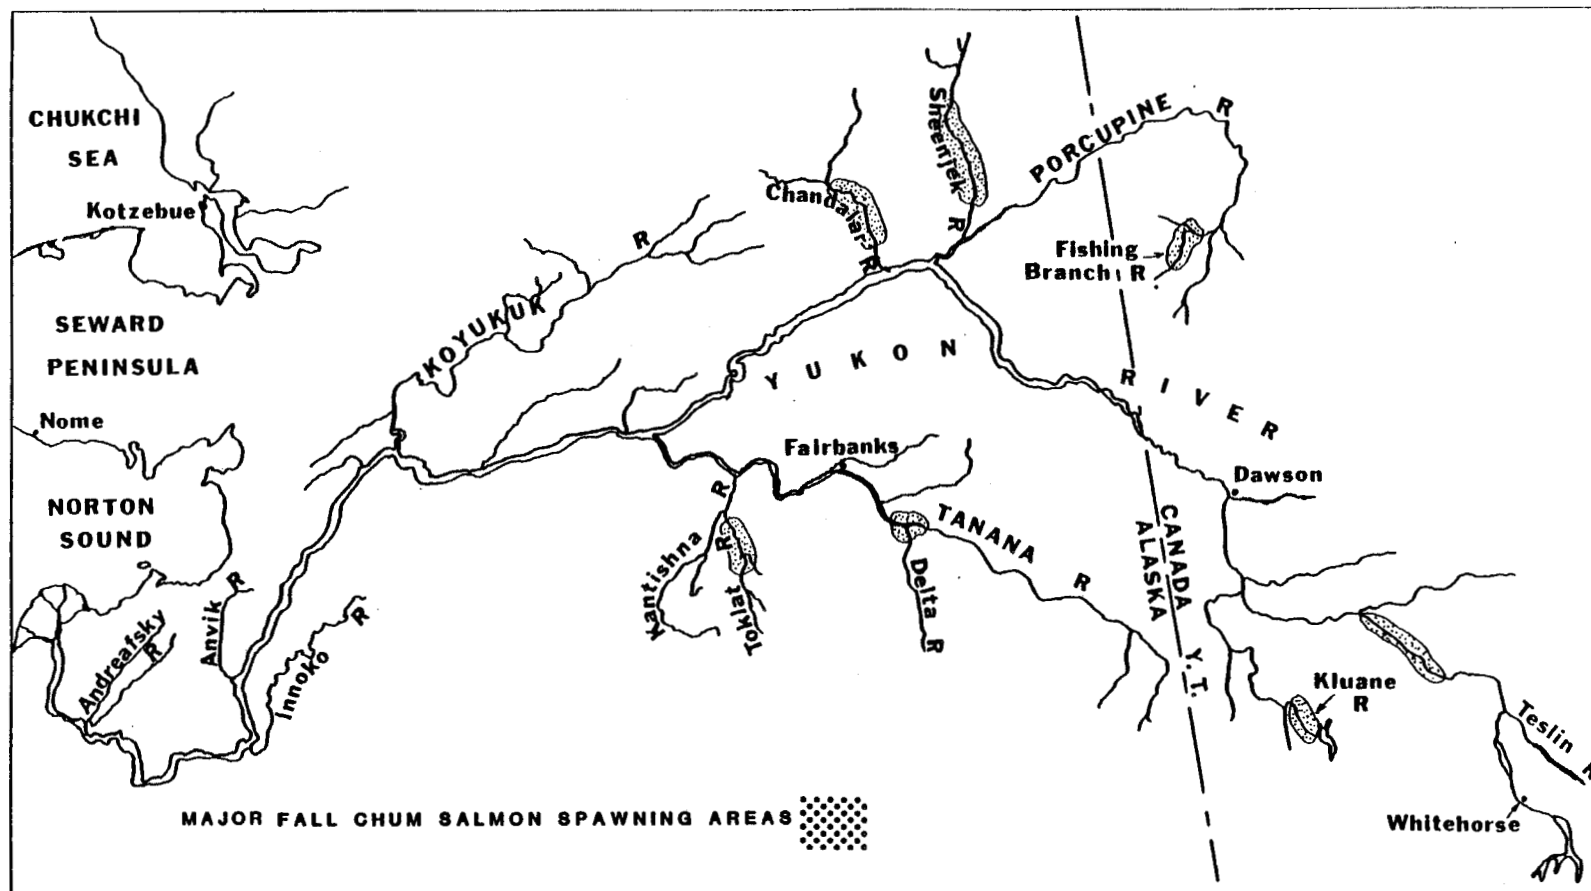 CHUKCHI
SEA
Kotzebue
SEWARD
PENINSULA
Nome
NORTON
SOUND
Andreafsky
R
Anvik
R
Innoko
R
KOYUKUK
R
Chandalar
R
Sheenjek
R
PORCUPINE
R
Fishing
Branch R
YUKON
RIVER
Fairbanks
Dawson
Kantishna
R
Toklat
R
TANANA
R
Delta
R
CANADA
ALASKA
Y.T.
Kluane
R
Teslin
R
Whitehorse
MAJOR FALL CHUM SALMON SPAWNING AREAS